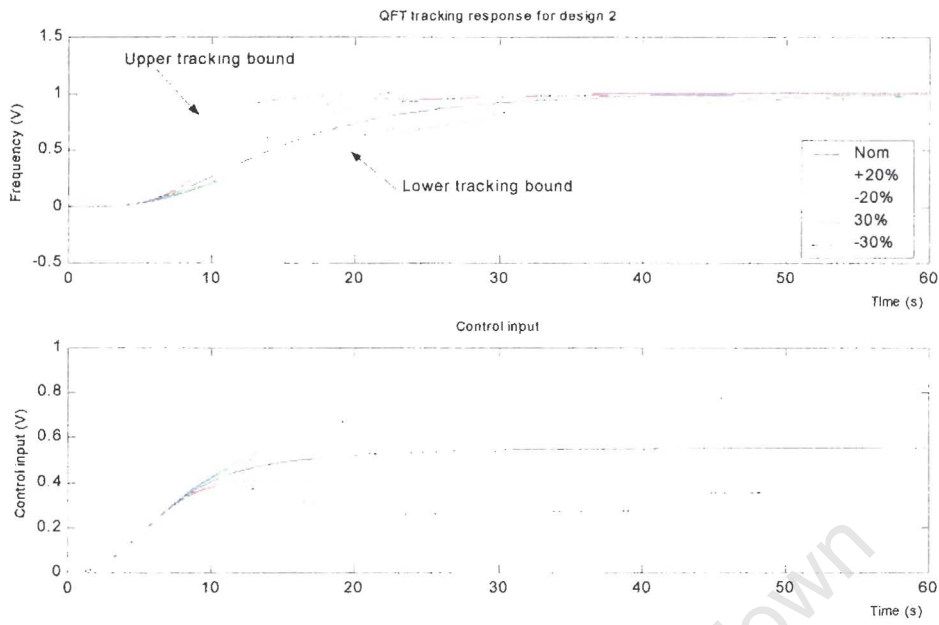 QFT tracking response for design 2
1.5
Upper tracking bound
1
Frequency (V)
0.5
Lower tracking bound
0
-0.5
Nom
+20%
-20%
30%
-30%
0 10 20 30 40 50 60
Time (s)
Control input
1
0.8
0.6
Control input (V)
0.4
0.2
0
0 10 20 30 40 50 60
Time (s)
own